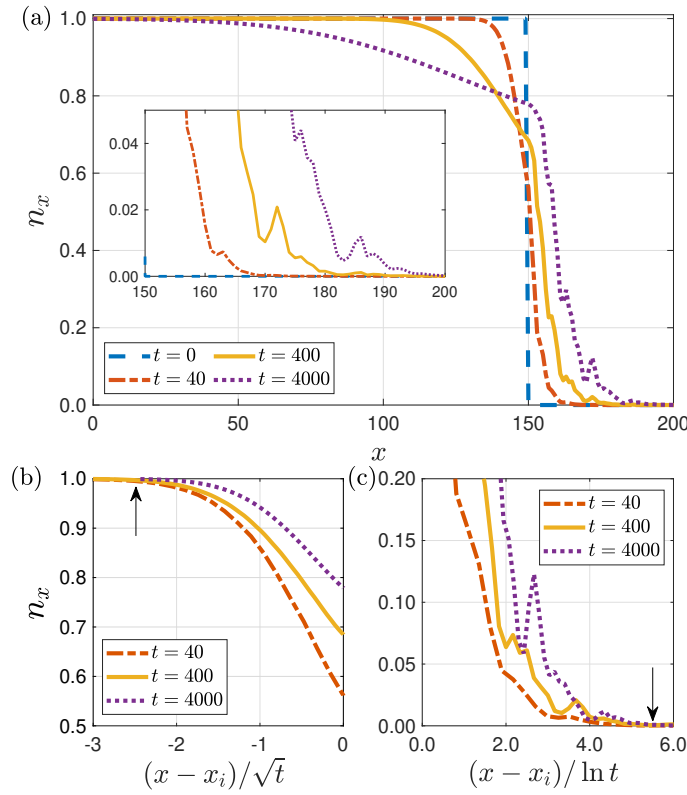 (a)
1.0
0.8
0.6
0.4
0.2
0.0
n_x
0.04
0.02
0.00
150 160 170 180 190 200
t = 0 t = 400
t = 40 t = 4000
0 50 100 150 200
x
(b)
1.0
0.9
0.8
0.7
0.6
0.5
n_x
t = 40
t = 400
t = 4000
-3 -2 -1 0
(x − x_i)/√t
(c)
0.20
0.15
0.10
0.05
0.00
t = 40
t = 400
t = 4000
0.0 2.0 4.0 6.0
(x − x_i)/ ln t